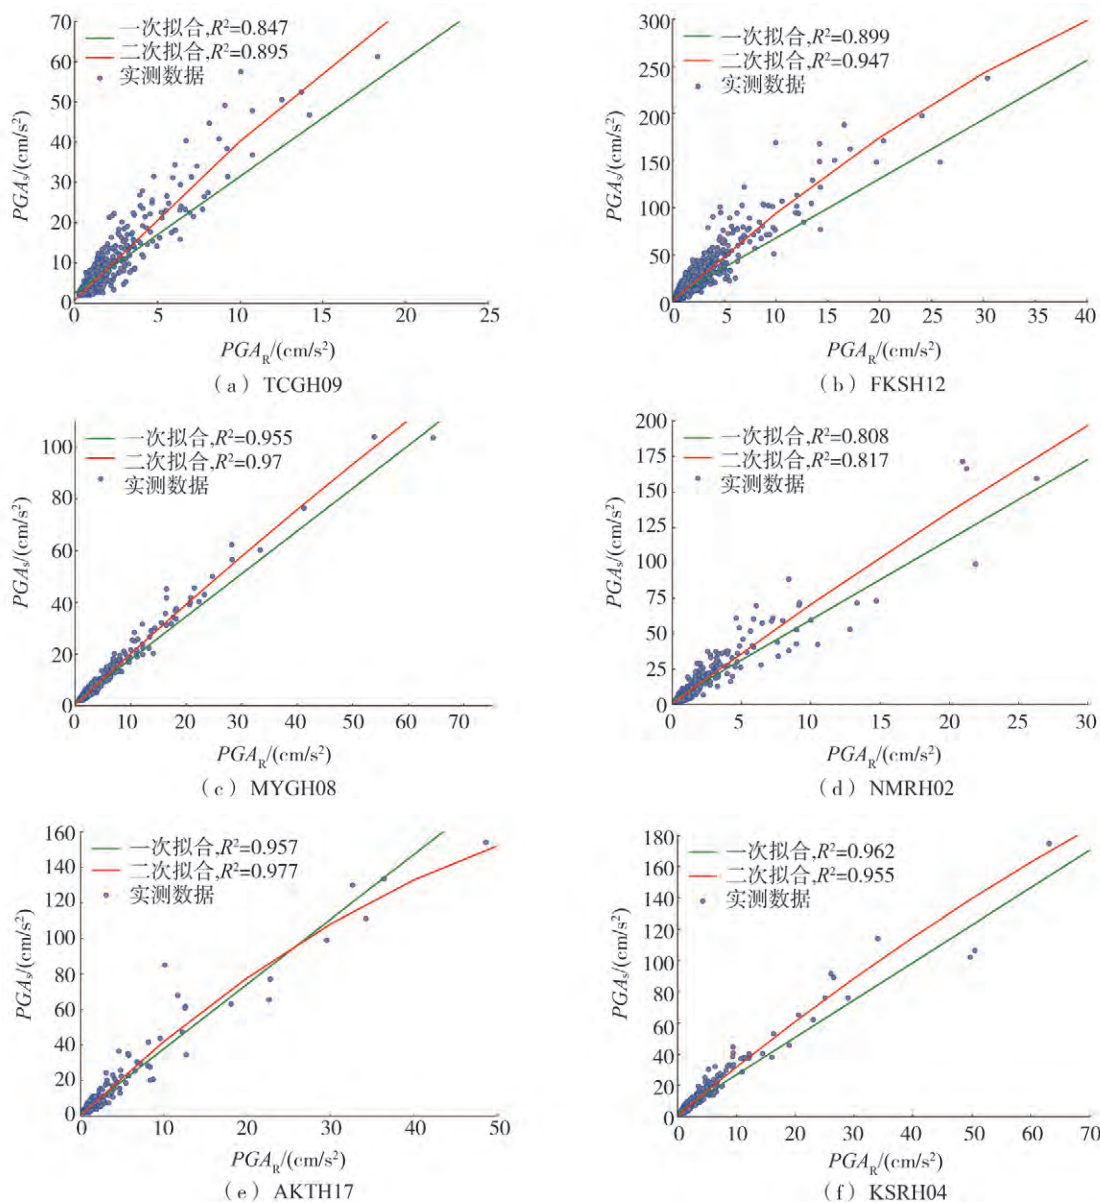 70
60
50
40
30
20
10
0
一次拟合,R²=0.847
二次拟合,R²=0.895
实测数据
PGAₛ/(cm/s²)
0 5 10 15 20 25
PGA_R/(cm/s²)
（a）TCGH09
300
250
200
150
100
50
0
一次拟合,R²=0.899
二次拟合,R²=0.947
实测数据
PGAₛ/(cm/s²)
0 5 10 15 20 25 30 35 40
PGA_R/(cm/s²)
（b）FKSH12
100
80
60
40
20
0
一次拟合,R²=0.955
二次拟合,R²=0.97
实测数据
PGAₛ/(cm/s²)
0 10 20 30 40 50 60 70
PGA_R/(cm/s²)
（c）MYGH08
200
175
150
125
100
75
50
25
0
一次拟合,R²=0.808
二次拟合,R²=0.817
实测数据
PGAₛ/(cm/s²)
0 5 10 15 20 25 30
PGA_R/(cm/s²)
（d）NMRH02
160
140
120
100
80
60
40
20
0
一次拟合,R²=0.957
二次拟合,R²=0.977
实测数据
PGAₛ/(cm/s²)
0 10 20 30 40 50
PGA_R/(cm/s²)
（e）AKTH17
180
160
140
120
100
80
60
40
20
0
一次拟合,R²=0.962
二次拟合,R²=0.955
实测数据
PGAₛ/(cm/s²)
0 10 20 30 40 50 60 70
PGA_R/(cm/s²)
（f）KSRH04